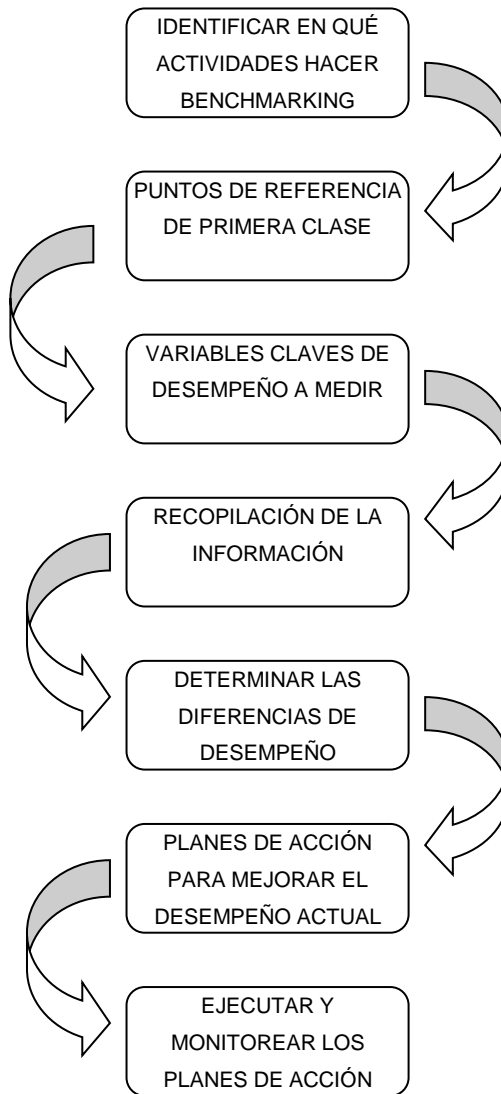 IDENTIFICAR EN QUÉ
ACTIVIDADES HACER
BENCHMARKING
PUNTOS DE REFERENCIA
DE PRIMERA CLASE
VARIABLES CLAVES DE
DESEMPEÑO A MEDIR
RECOPILACIÓN DE LA
INFORMACIÓN
DETERMINAR LAS
DIFERENCIAS DE
DESEMPEÑO
PLANES DE ACCIÓN
PARA MEJORAR EL
DESEMPEÑO ACTUAL
EJECUTAR Y
MONITOREAR LOS
PLANES DE ACCIÓN